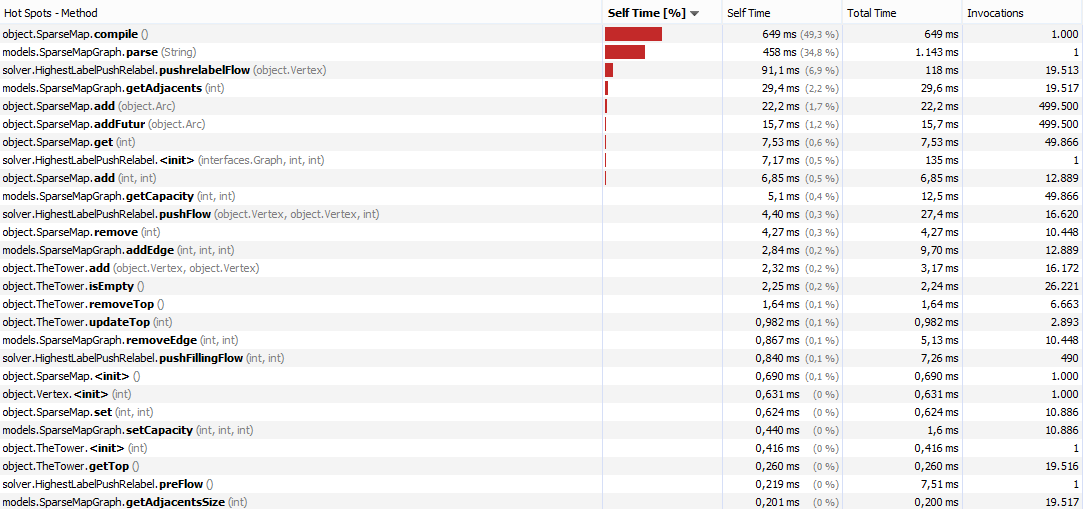 Hot Spots - Method Self Time [%] Self Time Total Time Invocations
object.SparseMap.compile () 649 ms (49,3 %) 649 ms 1.000
models.SparseMapGraph.parse (String) 458 ms (34,8 %) 1.143 ms 1
solver.HighestLabelPushRelabel.pushrelabelFlow (object.Vertex) 91,1 ms (6,9 %) 118 ms 19.513
models.SparseMapGraph.getAdjacents (int) 29,4 ms (2,2 %) 29,6 ms 19.517
object.SparseMap.add (object.Arc) 22,2 ms (1,7 %) 22,2 ms 499.500
object.SparseMap.addFutur (object.Arc) 15,7 ms (1,2 %) 15,7 ms 499.500
object.SparseMap.get (int) 7,53 ms (0,6 %) 7,53 ms 49.866
solver.HighestLabelPushRelabel.<init> (interfaces.Graph, int, int) 7,17 ms (0,5 %) 135 ms 1
object.SparseMap.add (int, int) 6,85 ms (0,5 %) 6,85 ms 12.889
models.SparseMapGraph.getCapacity (int, int) 5,1 ms (0,4 %) 12,5 ms 49.866
solver.HighestLabelPushRelabel.pushFlow (object.Vertex, object.Vertex, int) 4,40 ms (0,3 %) 27,4 ms 16.620
object.SparseMap.remove (int) 4,27 ms (0,3 %) 4,27 ms 10.448
models.SparseMapGraph.addEdge (int, int, int) 2,84 ms (0,2 %) 9,70 ms 12.889
object.TheTower.add (object.Vertex, object.Vertex) 2,32 ms (0,2 %) 3,17 ms 16.172
object.TheTower.isEmpty () 2,25 ms (0,2 %) 2,24 ms 26.221
object.TheTower.removeTop () 1,64 ms (0,1 %) 1,64 ms 6.663
object.TheTower.updateTop (int) 0,982 ms (0,1 %) 0,982 ms 2.893
models.SparseMapGraph.removeEdge (int, int) 0,867 ms (0,1 %) 5,13 ms 10.448
solver.HighestLabelPushRelabel.pushFillingFlow (int, int) 0,840 ms (0,1 %) 7,26 ms 490
object.SparseMap.<init> () 0,690 ms (0,1 %) 0,690 ms 1.000
object.Vertex.<init> (int) 0,631 ms (0 %) 0,631 ms 1.000
object.SparseMap.set (int, int) 0,624 ms (0 %) 0,624 ms 10.886
models.SparseMapGraph.setCapacity (int, int, int) 0,440 ms (0 %) 1,6 ms 10.886
object.TheTower.<init> (int) 0,416 ms (0 %) 0,416 ms 1
object.TheTower.getTop () 0,260 ms (0 %) 0,260 ms 19.516
solver.HighestLabelPushRelabel.preFlow () 0,219 ms (0 %) 7,51 ms 1
models.SparseMapGraph.getAdjacentsSize (int) 0,201 ms (0 %) 0,200 ms 19.517